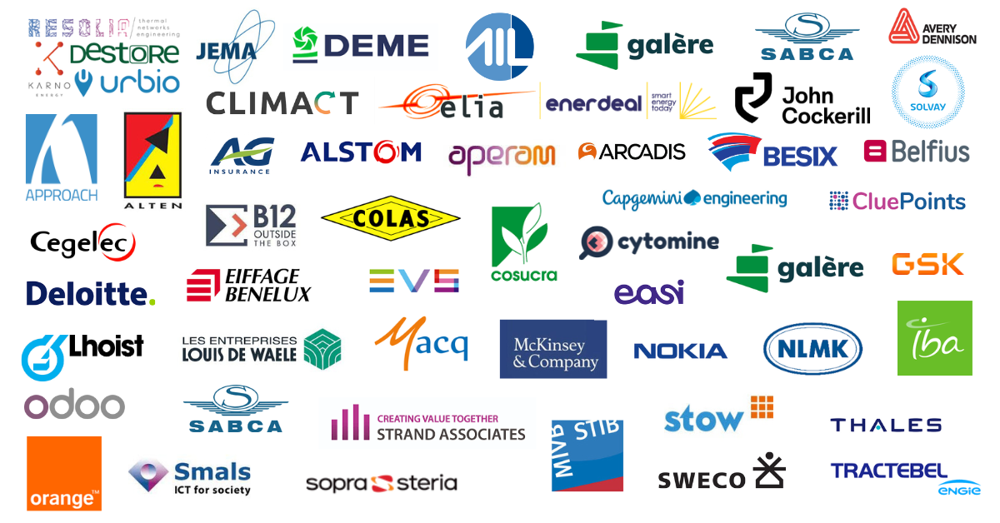 RESOLIA
thermal
networks
engineering
DESTORE
KARNO
ENERGY
urbio
JEMA
DEME
AIL
galère
SABCA
AVERY
DENNISON
CLIMACT
elia
enerdeal
smart
energy
today
John
Cockerill
SOLVAY
APPROACH
ALTEN
AG
INSURANCE
ALSTOM
aperam
ARCADIS
BESIX
Belfius
Capgemini engineering
CluePoints
Cegelec
B12
OUTSIDE
THE BOX
COLAS
cosucra
cytomine
galère
GSK
Deloitte.
EIFFAGE
BENELUX
EVS
easi
Lhoist
LES ENTREPRISES
LOUIS DE WAELE
Macq
McKinsey
& Company
NOKIA
NLMK
iba
odoo
S
SABCA
CREATING VALUE TOGETHER
STRAND ASSOCIATES
MIVB
STIB
stow
THALES
orange™
Smals
ICT for society
sopra steria
SWECO
TRACTEBEL
ENGIE